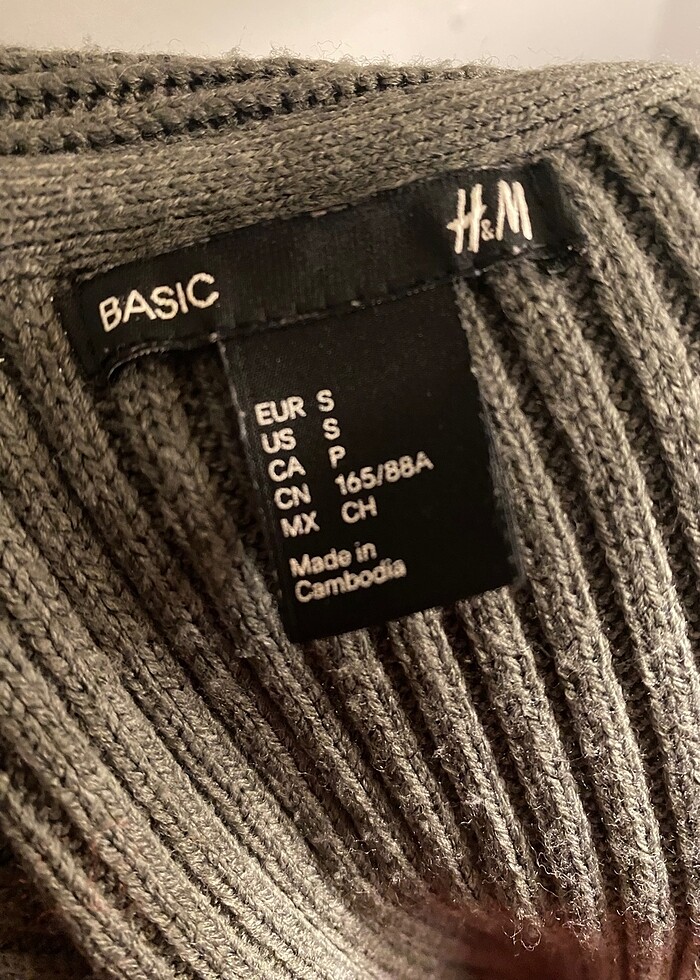 BASIC H&M
EUR S
US S
CA P
CN 165/88A
MX CH
Made in
Cambodia